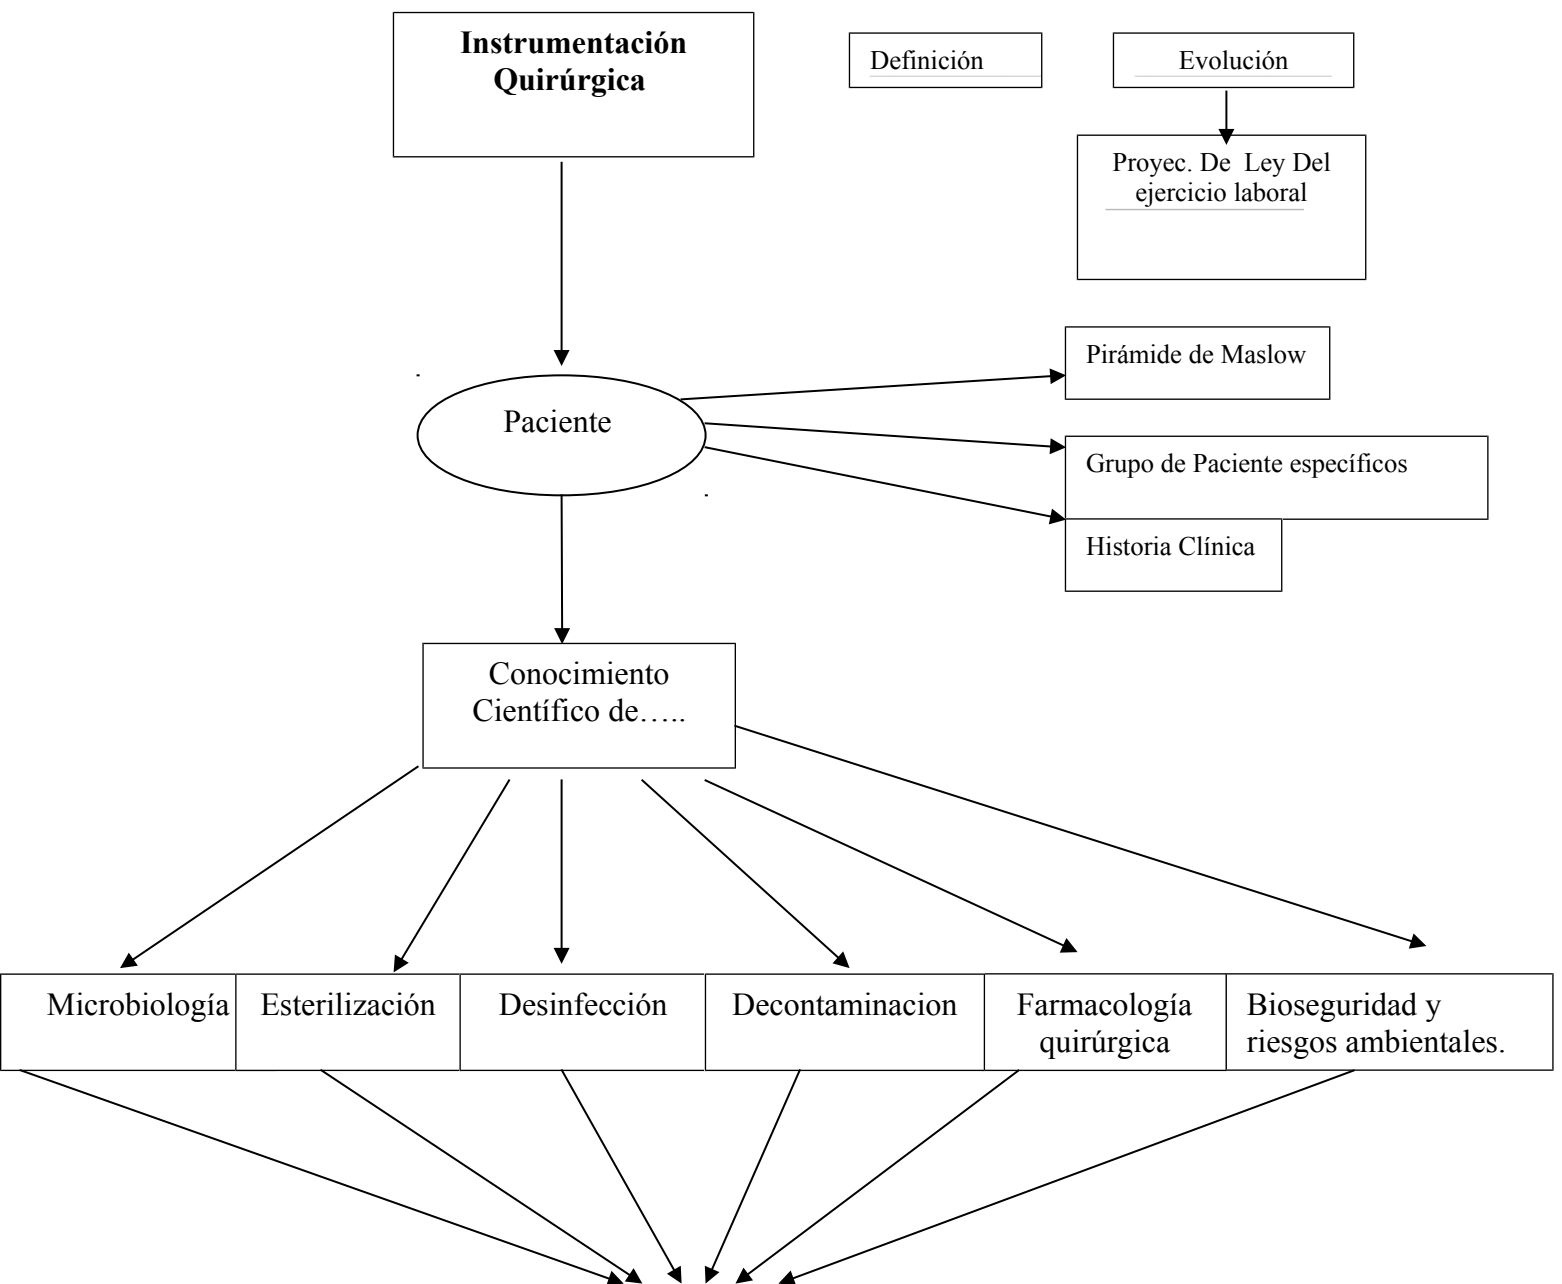 Instrumentación
Quirúrgica
Definición
Evolución
Proyec. De  Ley Del
ejercicio laboral
Pirámide de Maslow
Paciente
Grupo de Paciente específicos
Historia Clínica
Conocimiento
Científico de…..
Microbiología
Esterilización
Desinfección
Decontaminacion
Farmacología
quirúrgica
Bioseguridad y
riesgos ambientales.